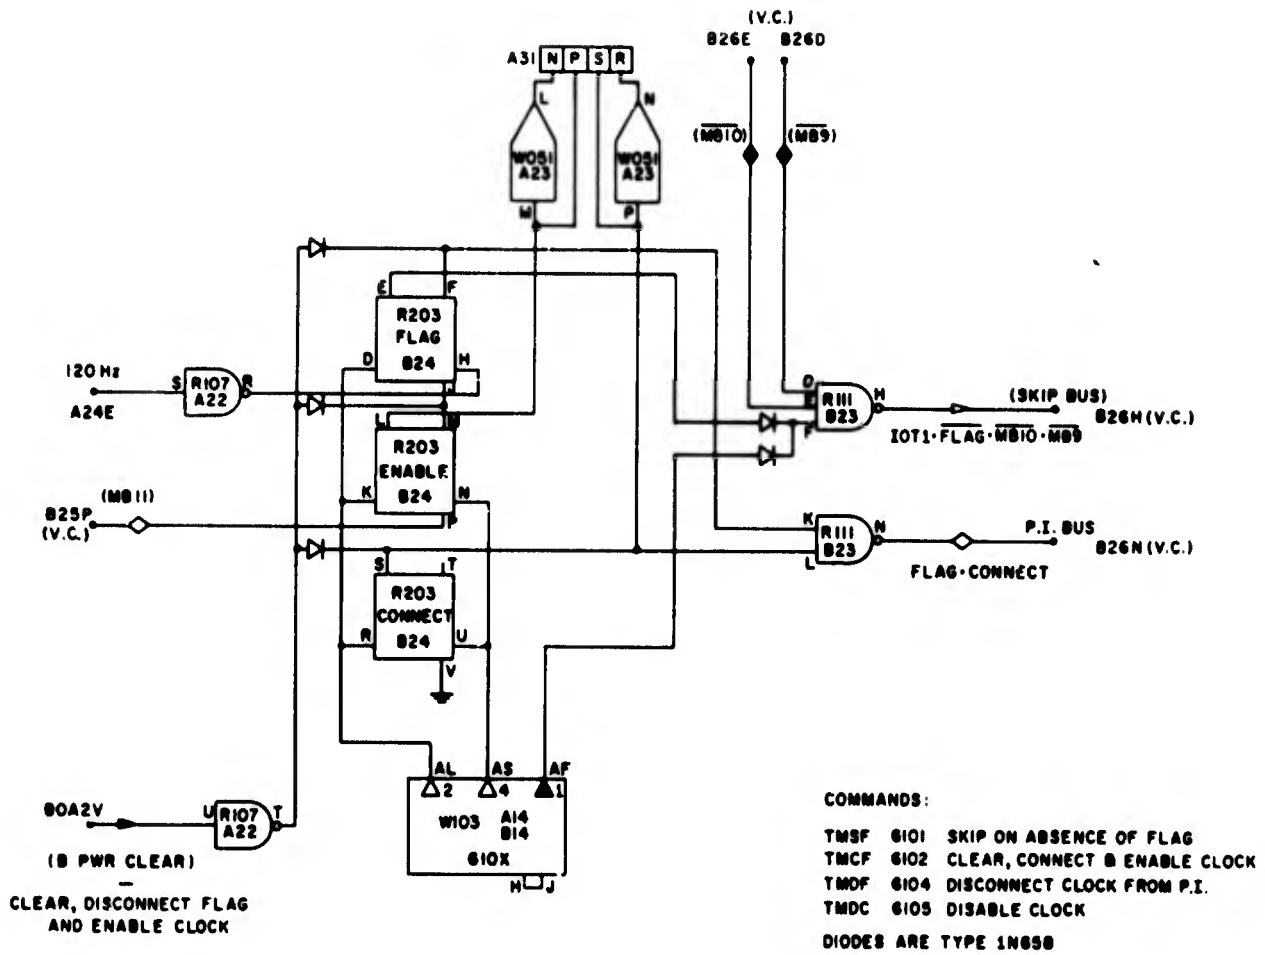 (V.C.)
B26E B26D
A31 N P S R
L N
(MB10) (MB9)
W051
A23
W051
A23
M P
E F
R203
FLAG
B24
D H
J
120 Hz
A24E
S R107
A22 R
L M
R203
ENABLE
B24
K N
P
(MB11)
B25P
(V.C.)
S T
R203
CONNECT
B24
R U
V
D
E
F
R111
B23
H
(SKIP BUS)
B26H (V.C.)
IOT1·FLAG·MB10·MB9
K
L
R111
B23
N
P.I. BUS
B26N (V.C.)
FLAG·CONNECT
AL AS AF
2 4 1
W103 A14
B14
610X
H J
B0A2V
U R107
A22 T
(B PWR CLEAR)
—
CLEAR, DISCONNECT FLAG
AND ENABLE CLOCK
COMMANDS:
TMSF 6101 SKIP ON ABSENCE OF FLAG
TMCF 6102 CLEAR, CONNECT & ENABLE CLOCK
TMDF 6104 DISCONNECT CLOCK FROM P.I.
TMDC 6105 DISABLE CLOCK
DIODES ARE TYPE 1N658